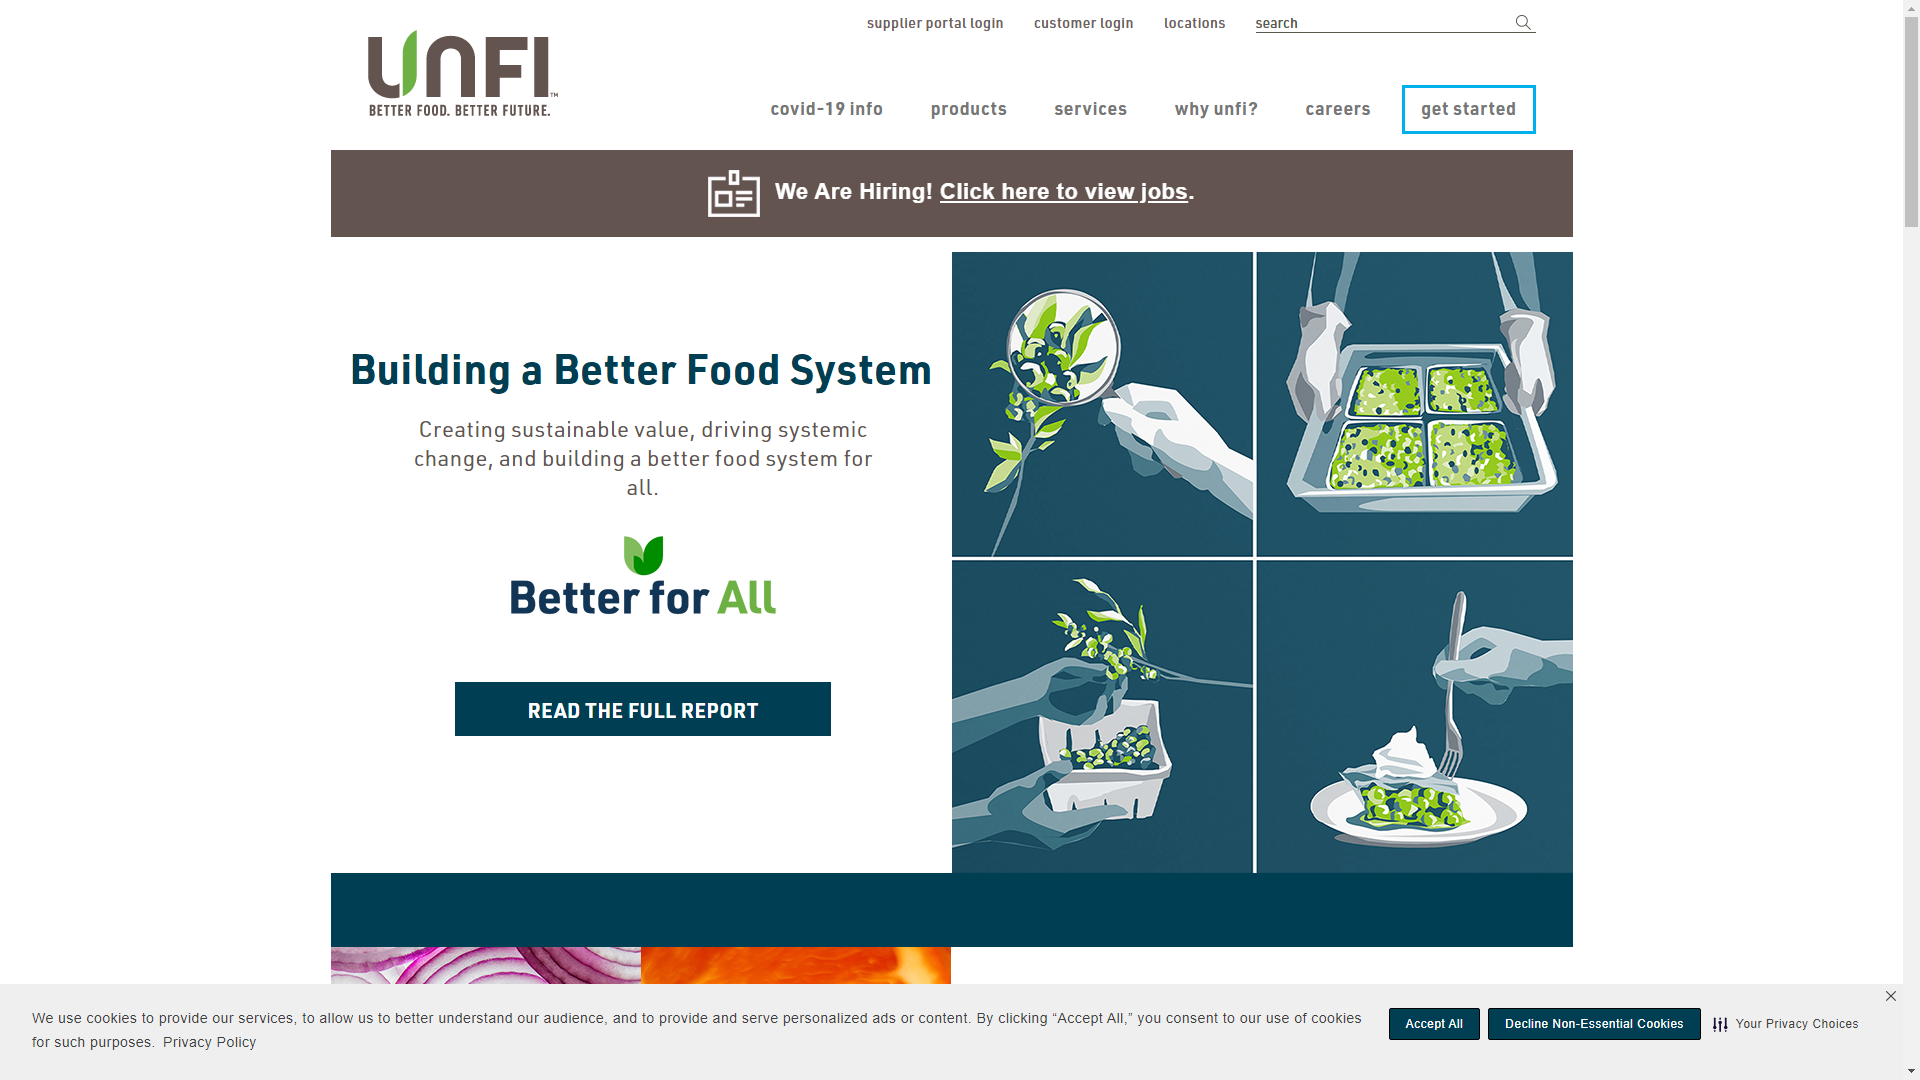 supplier portal login
customer login
locations
search
UNFI™
BETTER FOOD. BETTER FUTURE.
covid-19 info
products
services
why unfi?
careers
get started
We Are Hiring! Click here to view jobs.
Building a Better Food System
Creating sustainable value, driving systemic
change, and building a better food system for
all.
Better for All
READ THE FULL REPORT
We use cookies to provide our services, to allow us to better understand our audience, and to provide and serve personalized ads or content. By clicking “Accept All,” you consent to our use of cookies
for such purposes. Privacy Policy
Accept All
Decline Non-Essential Cookies
Your Privacy Choices